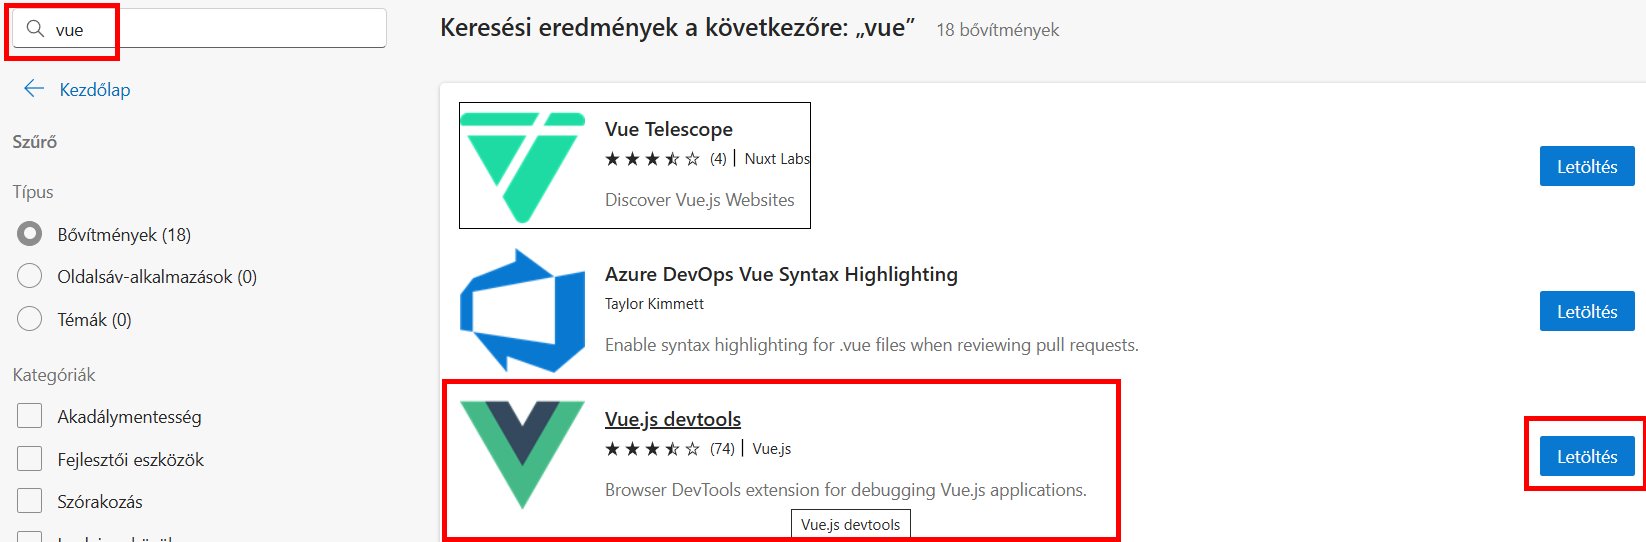 vue
Keresési eredmények a következőre: „vue” 18 bővítmények
Kezdőlap
Szűrő
Típus
Bővítmények (18)
Oldalsáv-alkalmazások (0)
Témák (0)
Kategóriák
Akadálymentesség
Fejlesztői eszközök
Szórakozás
Vue Telescope
(4) | Nuxt Labs
Discover Vue.js Websites
Letöltés
Azure DevOps Vue Syntax Highlighting
Taylor Kimmett
Enable syntax highlighting for .vue files when reviewing pull requests.
Letöltés
Vue.js devtools
(74) | Vue.js
Browser DevTools extension for debugging Vue.js applications.
Letöltés
Vue.js devtools